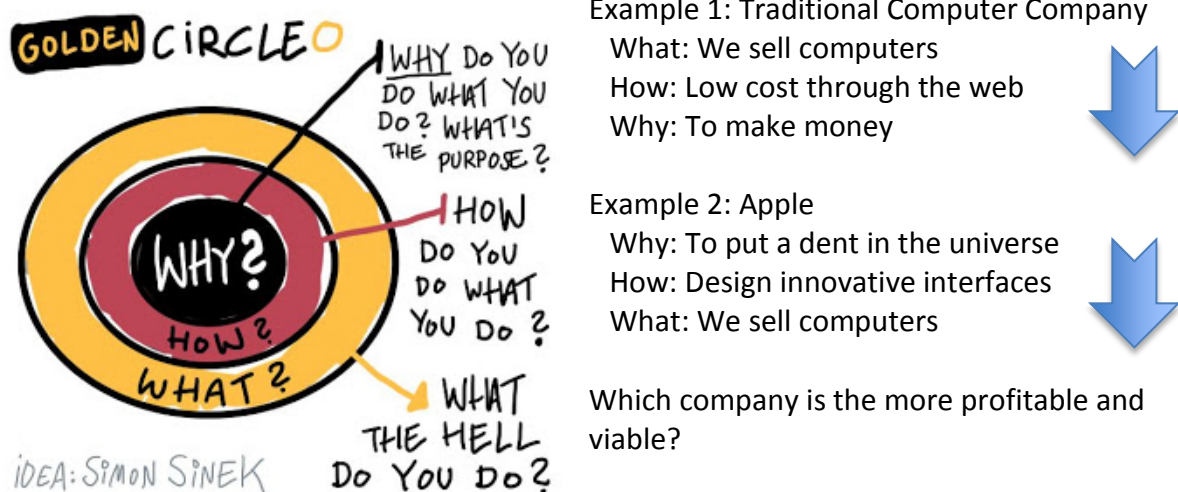 GOLDEN CIRCLE
WHY DO YOU
DO WHAT YOU
DO? WHAT'S
THE PURPOSE?
WHY?
HOW?
WHAT?
HOW
DO YOU
DO WHAT
YOU DO?
WHAT
THE HELL
DO YOU DO?
IDEA: SIMON SINEK
Example 1: Traditional Computer Company
What: We sell computers
How: Low cost through the web
Why: To make money
Example 2: Apple
Why: To put a dent in the universe
How: Design innovative interfaces
What: We sell computers
Which company is the more profitable and
viable?